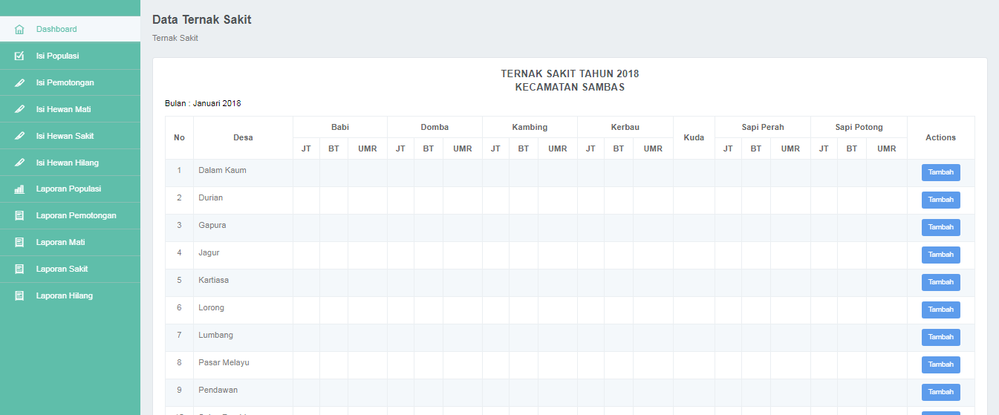 Dashboard
Isi Populasi
Isi Pemotongan
Isi Hewan Mati
Isi Hewan Sakit
Isi Hewan Hilang
Laporan Populasi
Laporan Pemotongan
Laporan Mati
Laporan Sakit
Laporan Hilang
Data Ternak Sakit
Ternak Sakit
TERNAK SAKIT TAHUN 2018
KECAMATAN SAMBAS
Bulan : Januari 2018
No Desa Babi Domba Kambing Kerbau Kuda Sapi Perah Sapi Potong Actions
JT BT UMR JT BT UMR JT BT UMR JT BT UMR JT BT UMR JT BT UMR
1 Dalam Kaum Tambah
2 Durian Tambah
3 Gapura Tambah
4 Jagur Tambah
5 Kartiasa Tambah
6 Lorong Tambah
7 Lumbang Tambah
8 Pasar Melayu Tambah
9 Pendawan Tambah